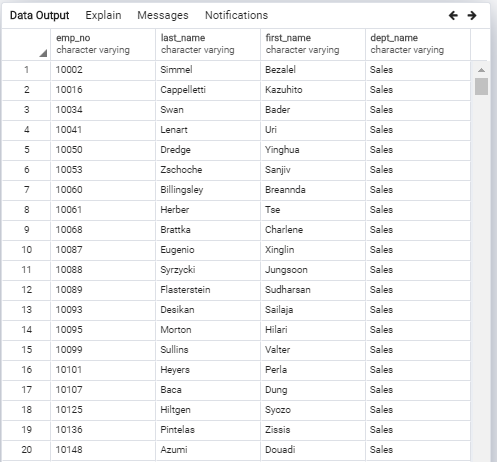 Data Output Explain Messages Notifications
emp_no last_name first_name dept_name
character varying character varying character varying character varying
1 10002 Simmel Bezalel Sales
2 10016 Cappelletti Kazuhito Sales
3 10034 Swan Bader Sales
4 10041 Lenart Uri Sales
5 10050 Dredge Yinghua Sales
6 10053 Zschoche Sanjiv Sales
7 10060 Billingsley Breannda Sales
8 10061 Herber Tse Sales
9 10068 Brattka Charlene Sales
10 10087 Eugenio Xinglin Sales
11 10088 Syrzycki Jungsoon Sales
12 10089 Flasterstein Sudharsan Sales
13 10093 Desikan Sailaja Sales
14 10095 Morton Hilari Sales
15 10099 Sullins Valter Sales
16 10101 Heyers Perla Sales
17 10107 Baca Dung Sales
18 10125 Hiltgen Syozo Sales
19 10136 Pintelas Zissis Sales
20 10148 Azumi Douadi Sales